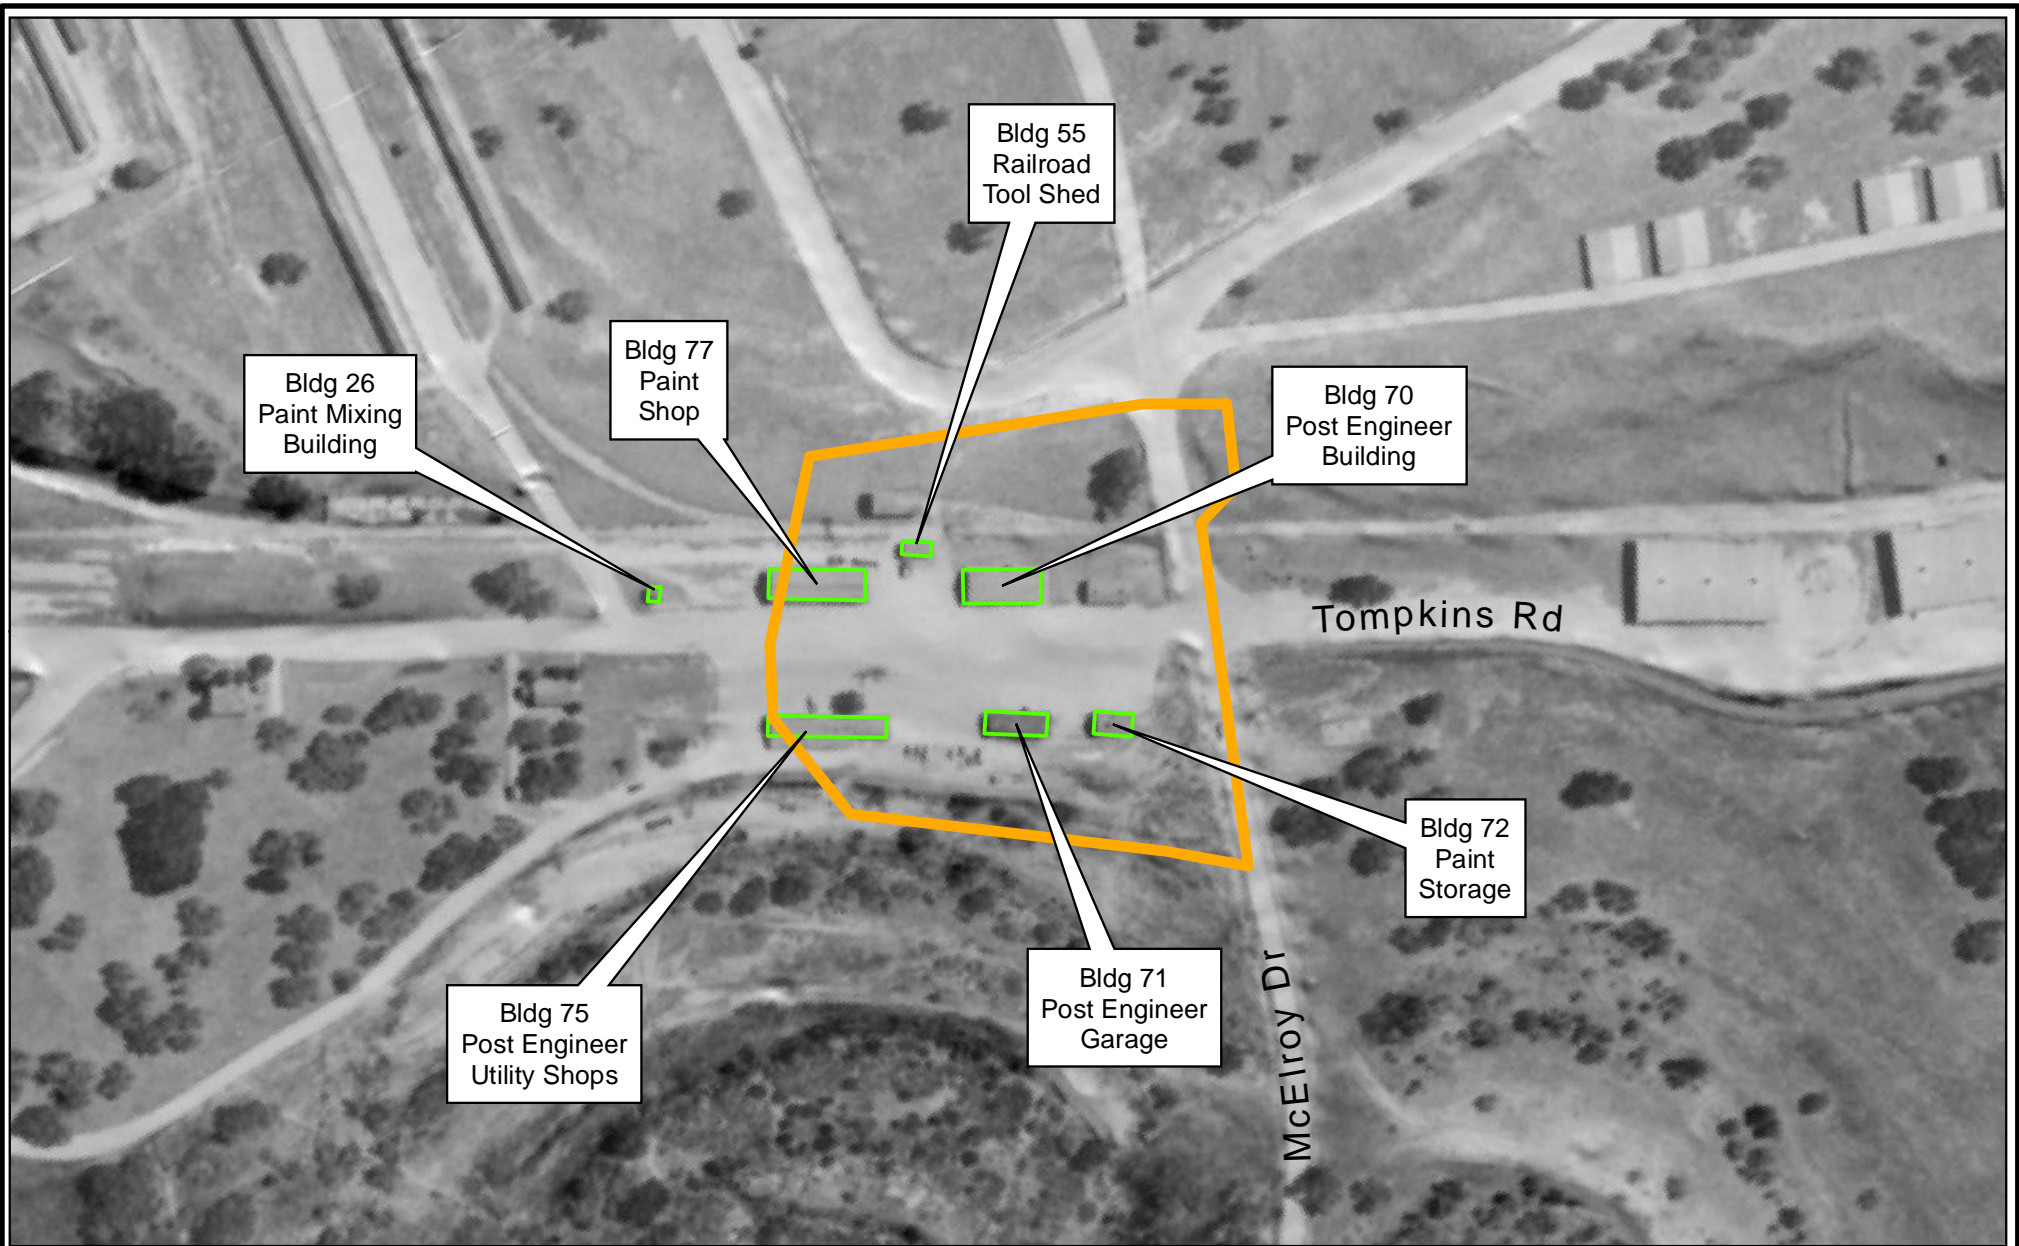 Bldg 55
Railroad
Tool Shed
Bldg 77
Paint
Shop
Bldg 26
Paint Mixing
Building
Bldg 70
Post Engineer
Building
Tompkins Rd
Bldg 72
Paint
Storage
Bldg 71
Post Engineer
Garage
Bldg 75
Post Engineer
Utility Shops
McElroy Dr